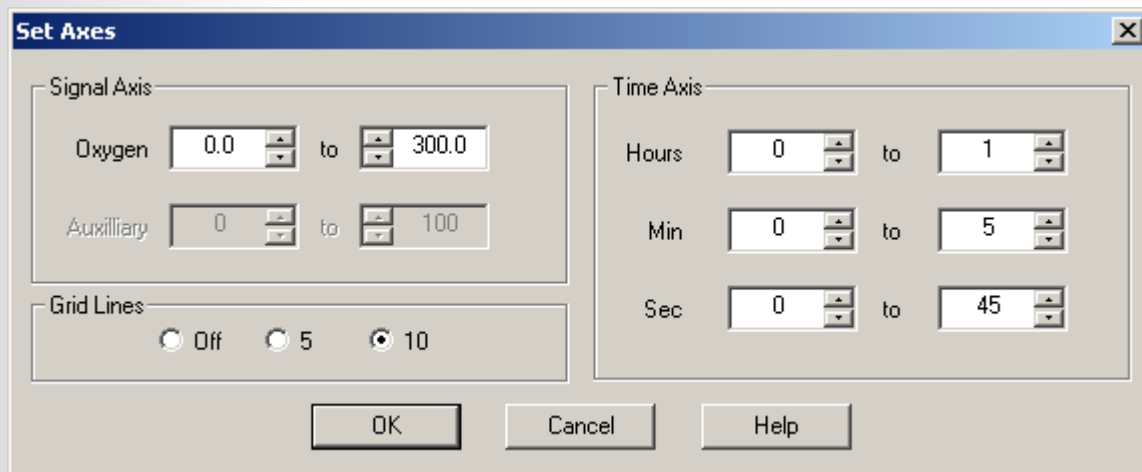 Set Axes
Signal Axis
Oxygen 0.0 to 300.0
Auxilliary 0 to 100
Grid Lines
Off 5 10
Time Axis
Hours 0 to 1
Min 0 to 5
Sec 0 to 45
OK Cancel Help